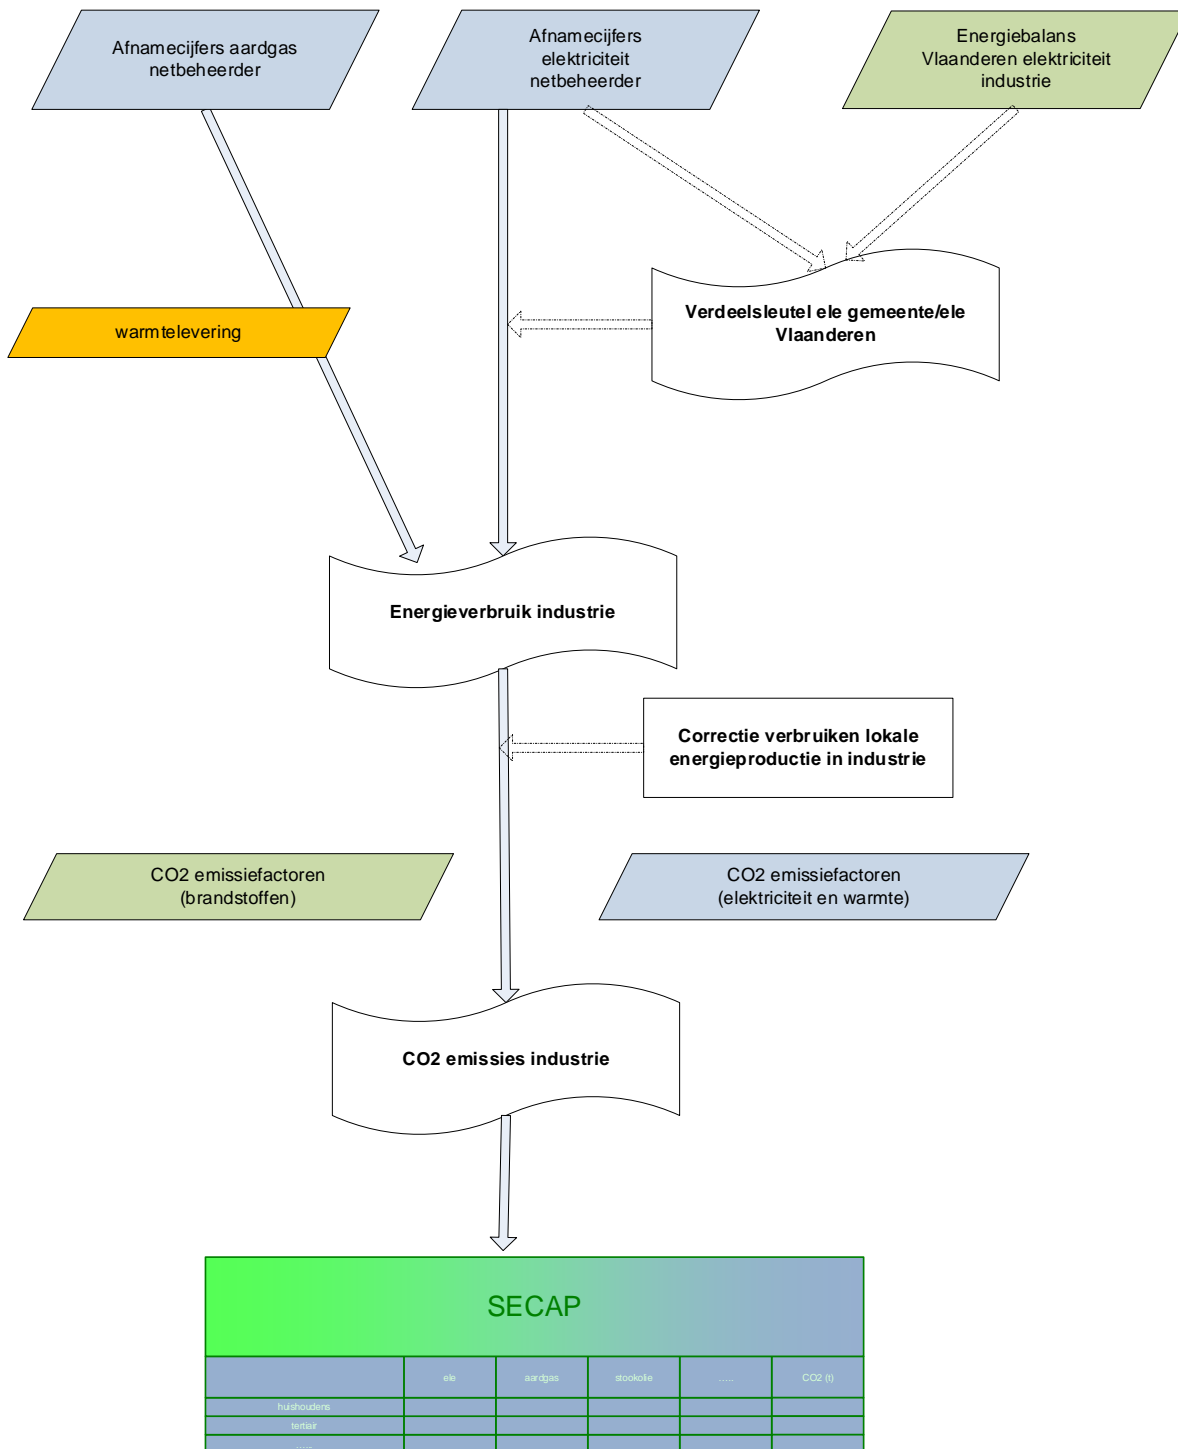 Afnamecijfers aardgas
netbeheerder
Afnamecijfers
elektriciteit
netbeheerder
Energiebalans
Vlaanderen elektriciteit
industrie
warmtelevering
Verdeelsleutel ele gemeente/ele
Vlaanderen
Energieverbruik industrie
Correctie verbruiken lokale
energieproductie in industrie
CO2 emissiefactoren
(brandstoffen)
CO2 emissiefactoren
(elektriciteit en warmte)
CO2 emissies industrie
SECAP
ele aardgas stookolie ..... CO2 (t)
huishoudens
tertiair
.....